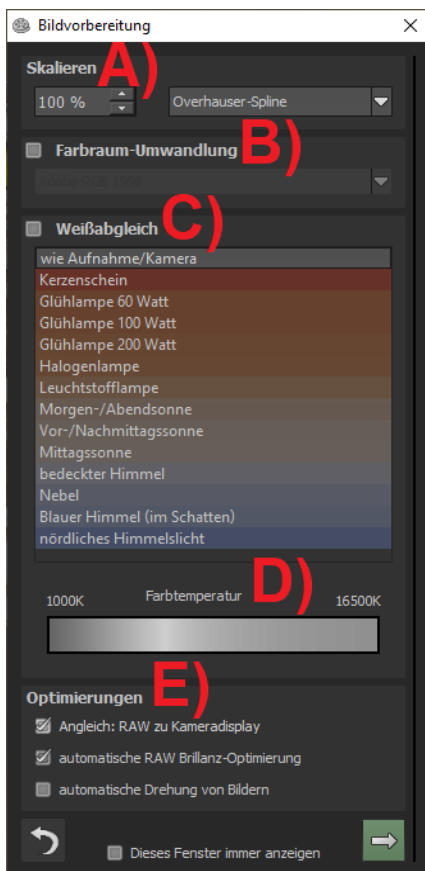 Bildvorbereitung
Skalieren A)
100 % Overhauser-Spline
Farbraum-Umwandlung B)
Adobe RGB 1998
Weißabgleich C)
wie Aufnahme/Kamera
Kerzenschein
Glühlampe 60 Watt
Glühlampe 100 Watt
Glühlampe 200 Watt
Halogenlampe
Leuchtstofflampe
Morgen-/Abendsonne
Vor-/Nachmittagssonne
Mittagssonne
bedeckter Himmel
Nebel
Blauer Himmel (im Schatten)
nördliches Himmelslicht
1000K Farbtemperatur D) 16500K
Optimierungen E)
Angleich: RAW zu Kameradisplay
automatische RAW Brillanz-Optimierung
automatische Drehung von Bildern
Dieses Fenster immer anzeigen